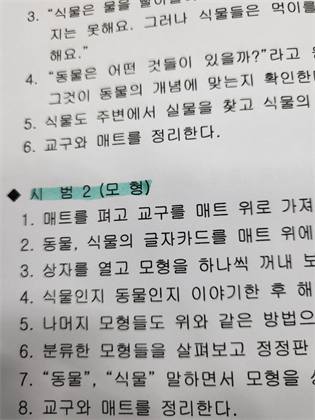 3. “식물은 물을
지는 못해요. 그러나 식물들은 먹이를
해요.”
4. “동물은 어떤 것들이 있을까?”라고
그것이 동물의 개념에 맞는지 확인한
5. 식물도 주변에서 실물을 찾고 식물의
6. 교구와 매트를 정리한다.
◆ 시 범 2 (모 형)
1. 매트를 펴고 교구를 매트 위로 가져
2. 동물, 식물의 글자카드를 매트 위에
3. 상자를 열고 모형을 하나씩 꺼내 보
4. 식물인지 동물인지 이야기한 후 해
5. 나머지 모형들도 위와 같은 방법으
6. 분류한 모형들을 살펴보고 정정판
7. “동물”, “식물” 말하면서 모형을 상
8. 교구와 매트를 정리한다.